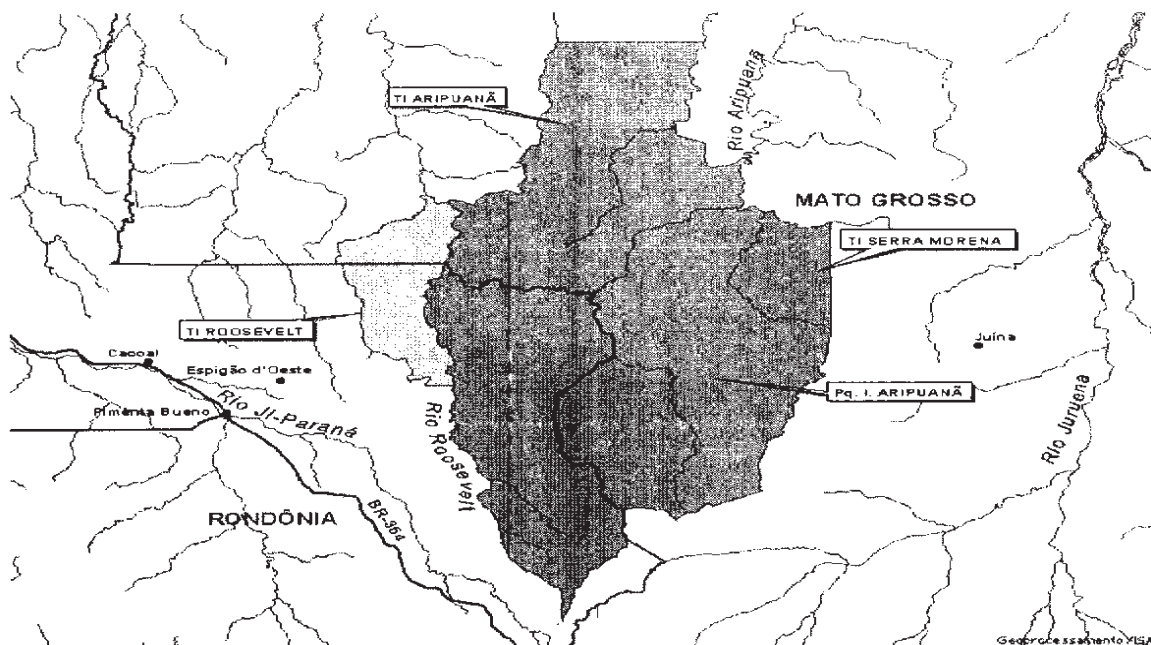 TI ARIPUANÃ
Rio Aripuanã
MATO GROSSO
TI SERRA MORENA
TI ROOSEVELT
Juína
Cacoal
Espigão d'Oeste
Pq. I. ARIPUANÃ
Pimenta Bueno
Rio JI-Paraná
Rio Roosevelt
Rio Juruena
RONDÔNIA
BR-364
Geoprocessamento/ISA